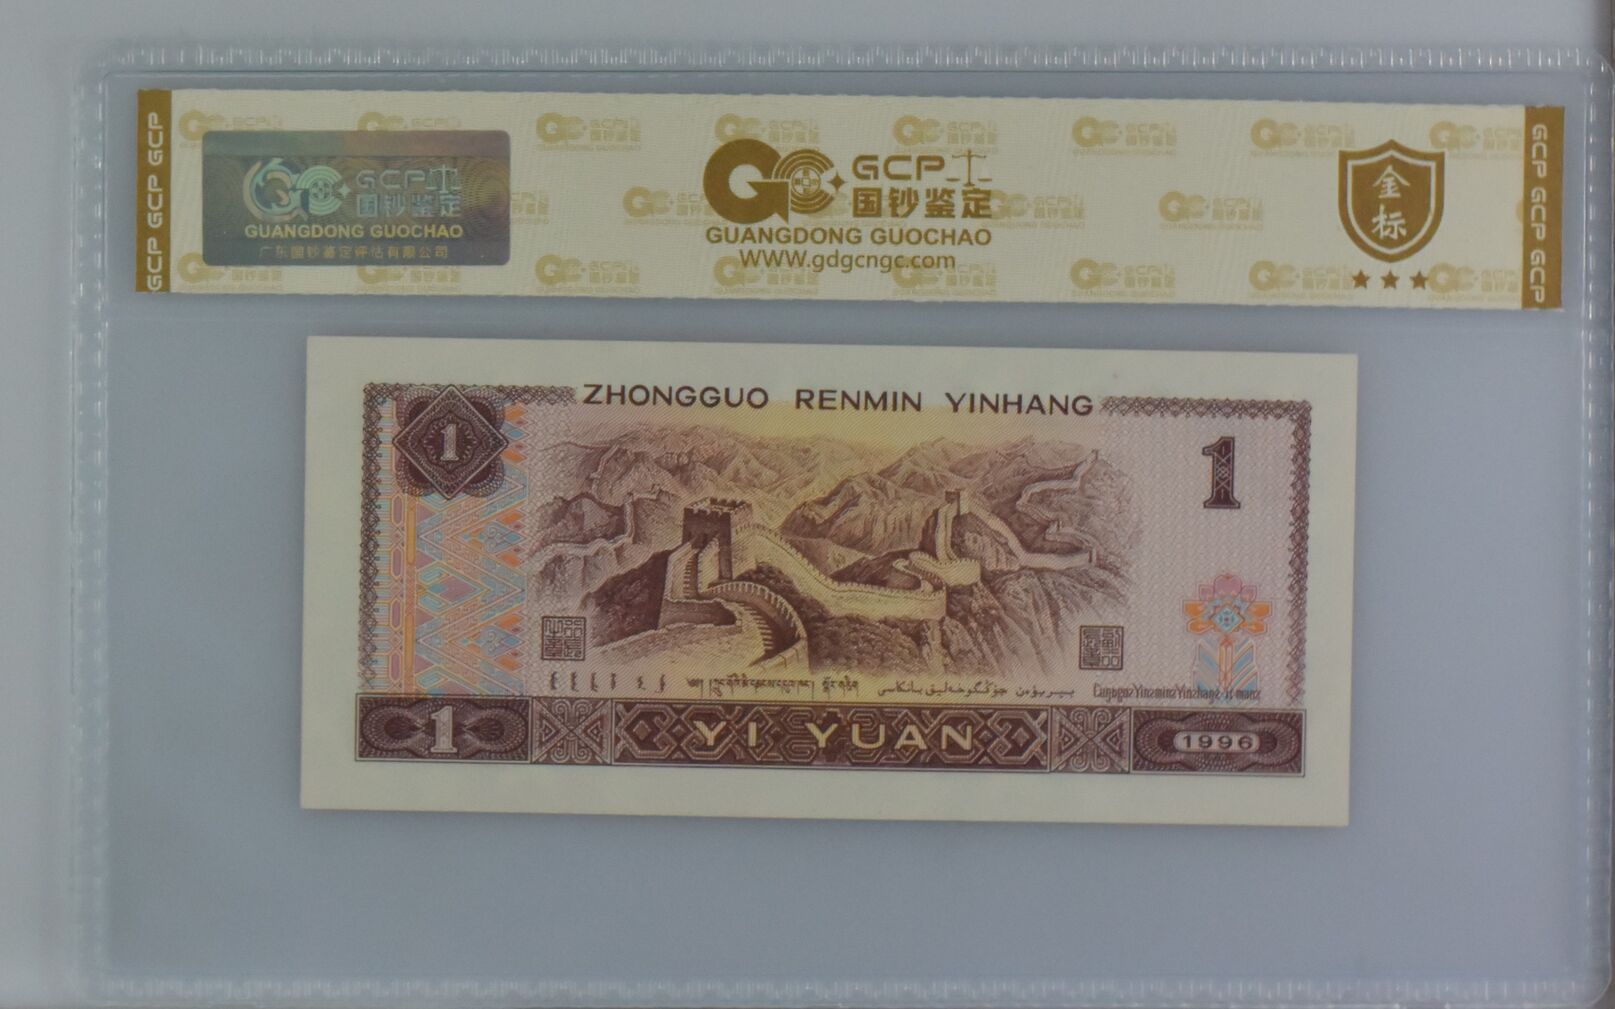 GCP GCP GCP
GCP
国钞鉴定
GUANGDONG GUOCHAO
广东国钞鉴定评估有限公司
GCP
国钞鉴定
GUANGDONG GUOCHAO
WWW.gdgcngc.com
金标
GCP GCP GCP
ZHONGGUO RENMIN YINHANG
1
1
1
YI YUAN
1996